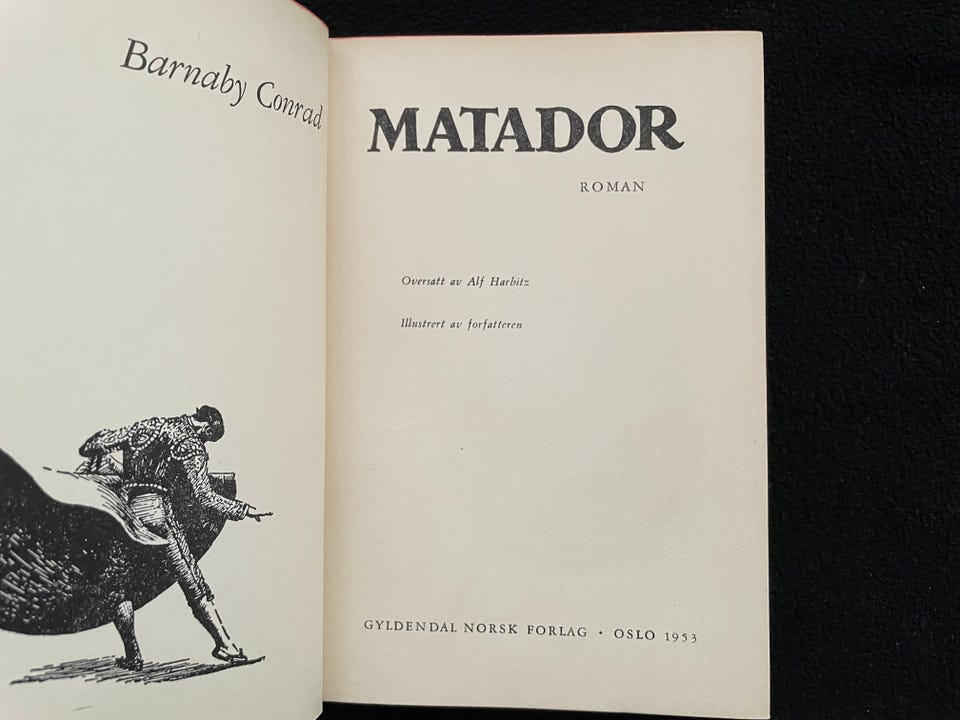 Barnaby Conrad
MATADOR
ROMAN
Oversatt av Alf Harbitz
Illustrert av forfatteren
GYLDENDAL NORSK FORLAG • OSLO 1953